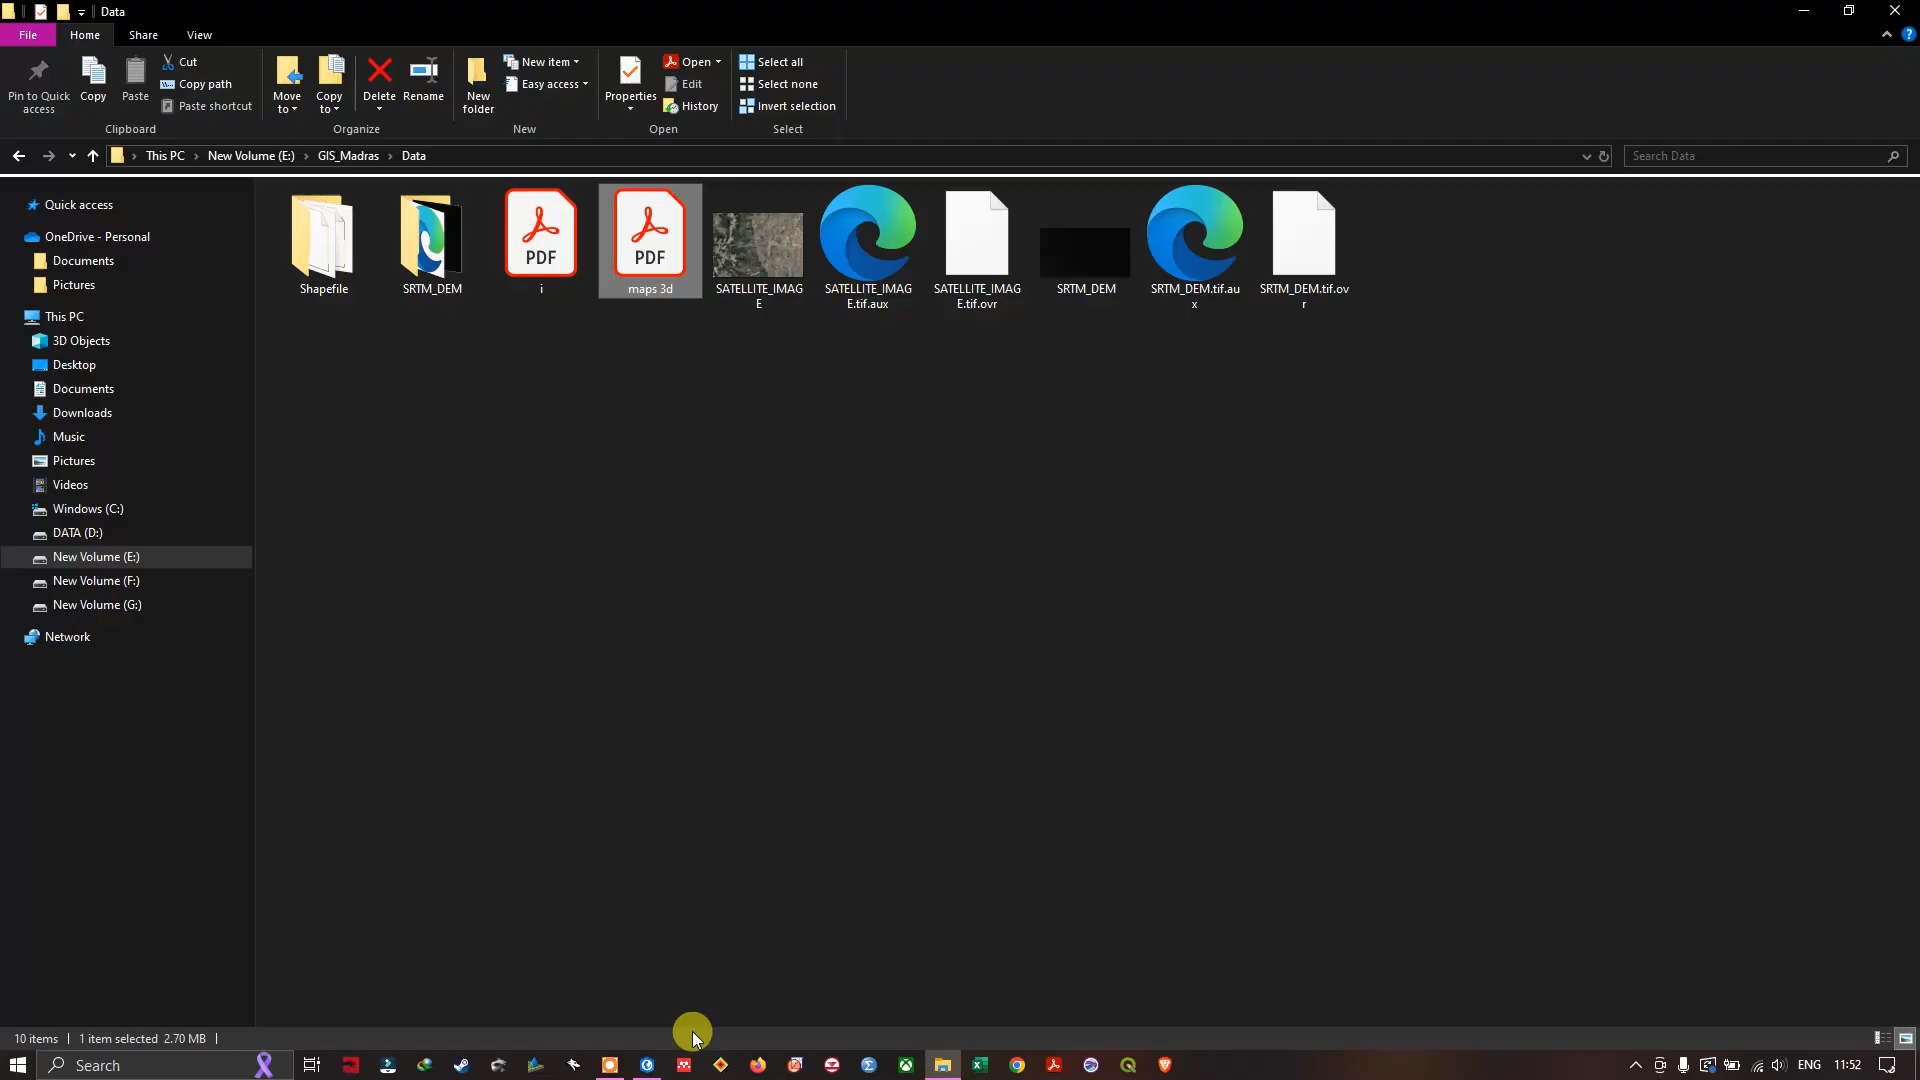 Data
File
Home
Share
View
Pin to Quick
access
Copy
Paste
Cut
Copy path
Paste shortcut
Clipboard
Move
to
Copy
to
Delete
Rename
Organize
New
folder
New item
Easy access
New
Properties
Open
Edit
History
Open
Select all
Select none
Invert selection
Select
This PC
New Volume (E:)
GIS_Madras
Data
Search Data
Quick access
OneDrive - Personal
Documents
Pictures
This PC
3D Objects
Desktop
Documents
Downloads
Music
Pictures
Videos
Windows (C:)
DATA (D:)
New Volume (E:)
New Volume (F:)
New Volume (G:)
Network
Shapefile
SRTM_DEM
PDF
i
PDF
maps 3d
SATELLITE_IMAG
E
SATELLITE_IMAG
E.tif.aux
SATELLITE_IMAG
E.tif.ovr
SRTM_DEM
SRTM_DEM.tif.au
x
SRTM_DEM.tif.ov
r
10 items
1 item selected 2.70 MB
Search
ENG
11:52